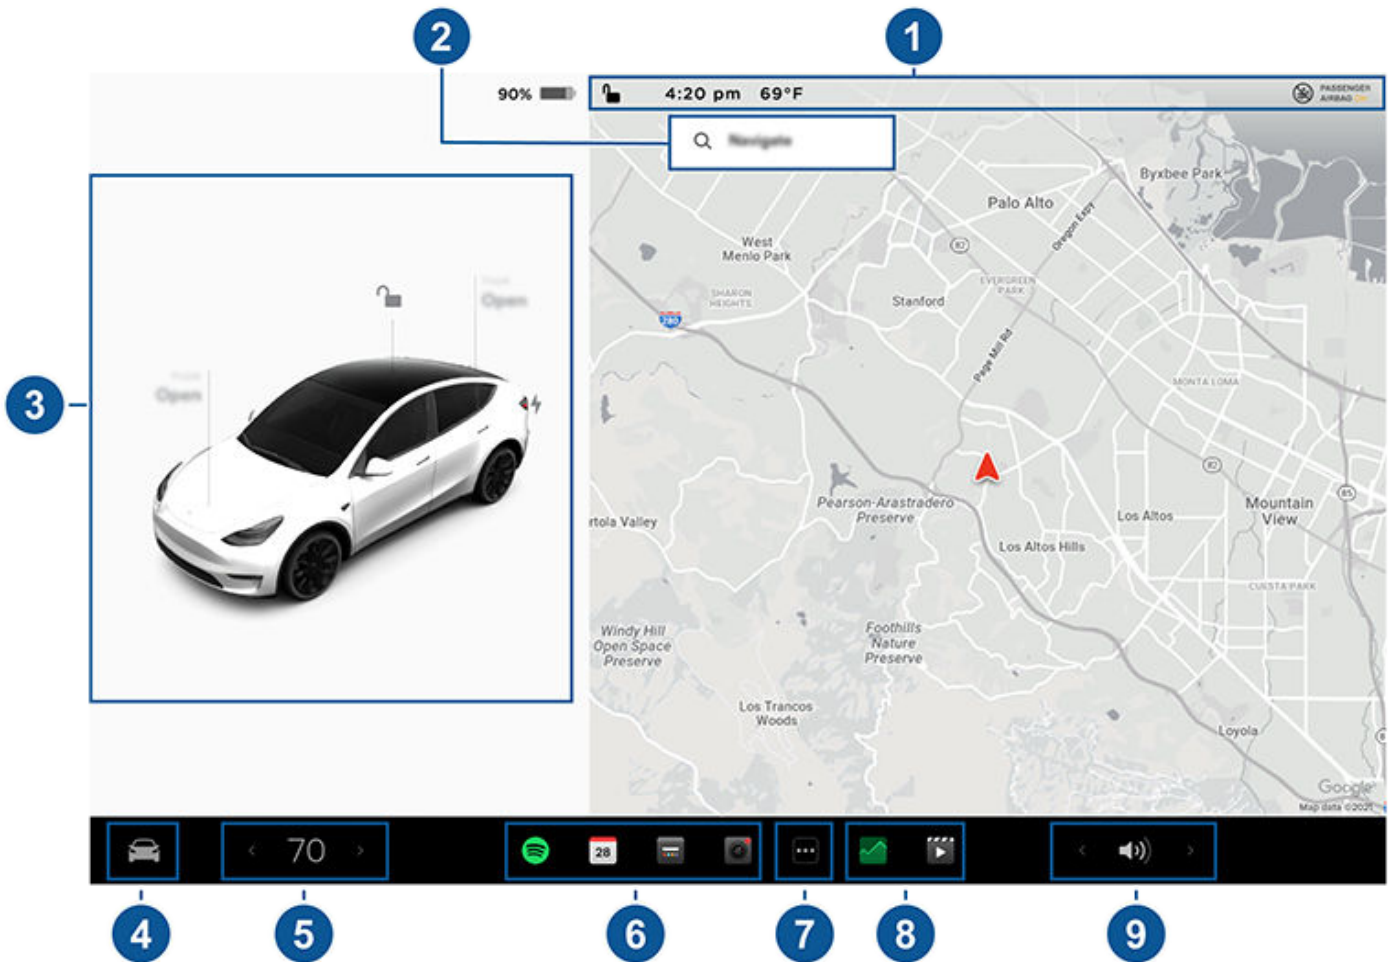 2
1
90%
4:20 pm 69°F
PASSENGER
AIRBAG
Navigate
Byxbee Park
Palo Alto
Oregon Expy
82
West
Menlo Park
EVERGREEN
PARK
SHARON
HEIGHTS
Stanford
280
Open
Open
Page Mill Rd
MONTA LOMA
3
82
85
Pearson-Arastradero
Preserve
Mountain
View
rtola Valley
Los Altos
Los Altos Hills
CUESTA PARK
Windy Hill
Open Space
Preserve
Foothills
Nature
Preserve
Los Trancos
Woods
Loyola
Google
Map data ©2021
70
28
4
5
6
7
8
9